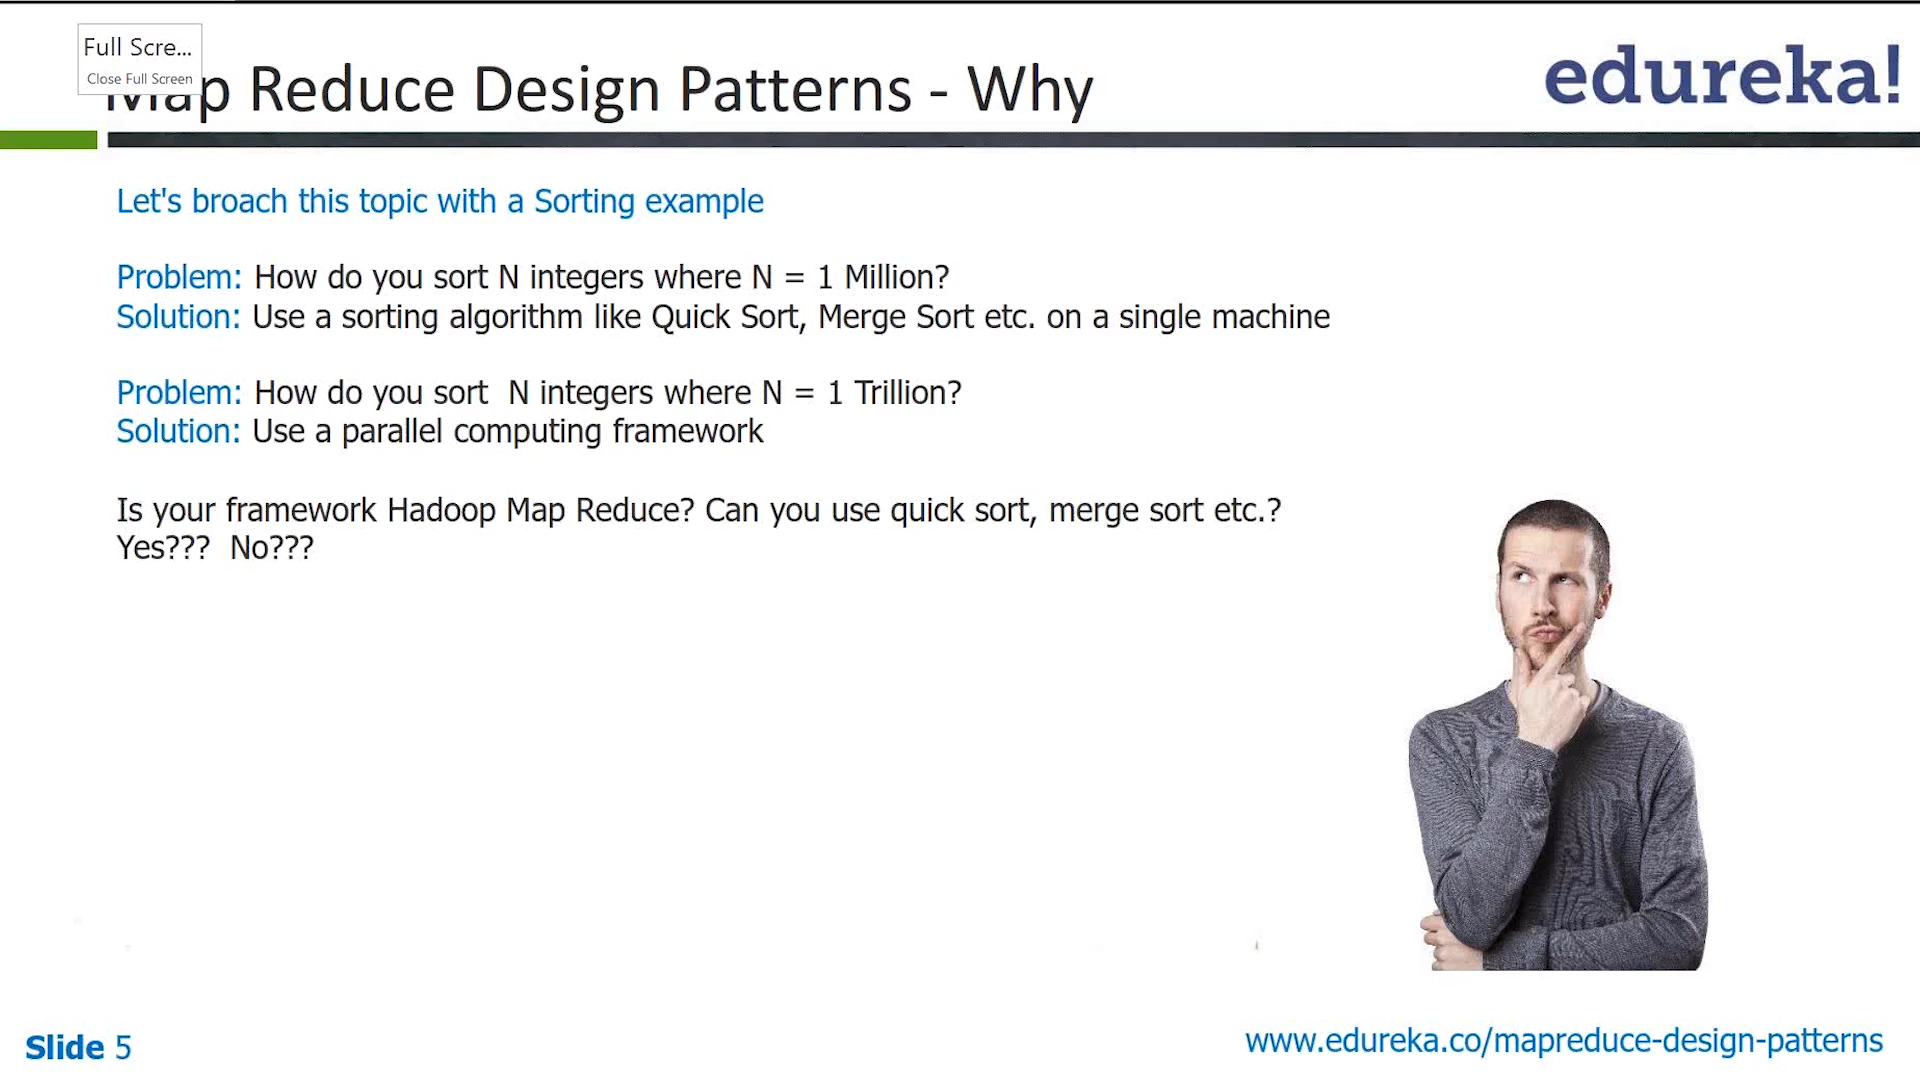 Full Scre...
Close Full Screen
Map Reduce Design Patterns - Why
edureka!
Let's broach this topic with a Sorting example
Problem: How do you sort N integers where N = 1 Million?
Solution: Use a sorting algorithm like Quick Sort, Merge Sort etc. on a single machine
Problem: How do you sort  N integers where N = 1 Trillion?
Solution: Use a parallel computing framework
Is your framework Hadoop Map Reduce? Can you use quick sort, merge sort etc.?
Yes???  No???
Slide 5
www.edureka.co/mapreduce-design-patterns